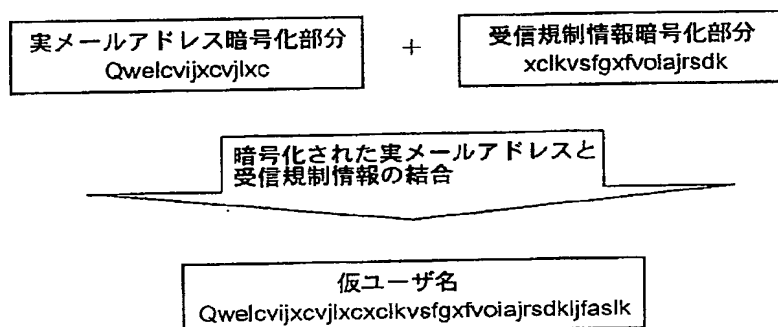 実メールアドレス暗号化部分
Qwelcvijxcvjlxc
+
受信規制情報暗号化部分
xclkvsfgxfvoiajrsdk
暗号化された実メールアドレスと
受信規制情報の結合
仮ユーザ名
Qwelcvijxcvjlxcxclkvsfgxfvoiajrsdkljfaslk